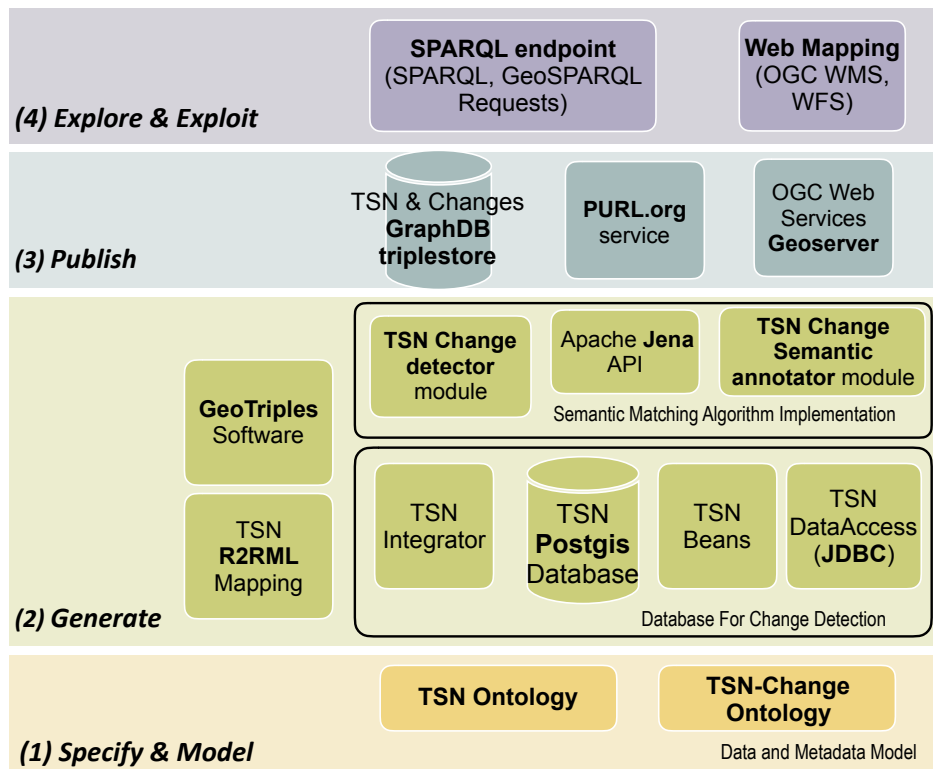 SPARQL endpoint
(SPARQL, GeoSPARQL
Requests)
Web Mapping
(OGC WMS,
WFS)
(4) Explore & Exploit
TSN & Changes
GraphDB
triplestore
PURL.org
service
OGC Web
Services
Geoserver
(3) Publish
TSN Change
detector
module
Apache Jena
API
TSN Change
Semantic
annotator module
Semantic Matching Algorithm Implementation
GeoTriples
Software
TSN
R2RML
Mapping
TSN
Integrator
TSN
Postgis
Database
TSN
Beans
TSN
DataAccess
(JDBC)
Database For Change Detection
(2) Generate
TSN Ontology
TSN-Change
Ontology
(1) Specify & Model
Data and Metadata Model